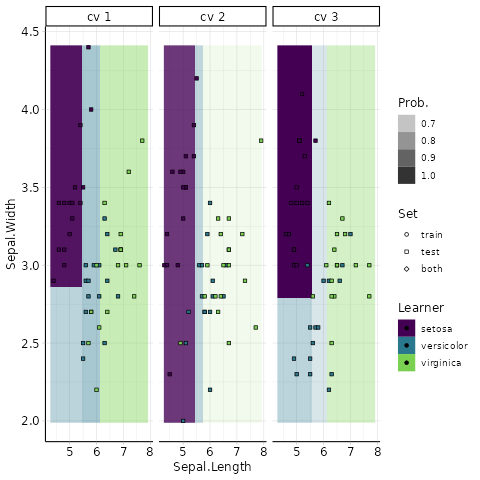 cv 1
cv 2
cv 3
4.5
4.0
3.5
3.0
2.5
2.0
Sepal.Width
5 6 7 8
5 6 7 8
5 6 7 8
Sepal.Length
Prob.
0.7
0.8
0.9
1.0
Set
train
test
both
Learner
setosa
versicolor
virginica